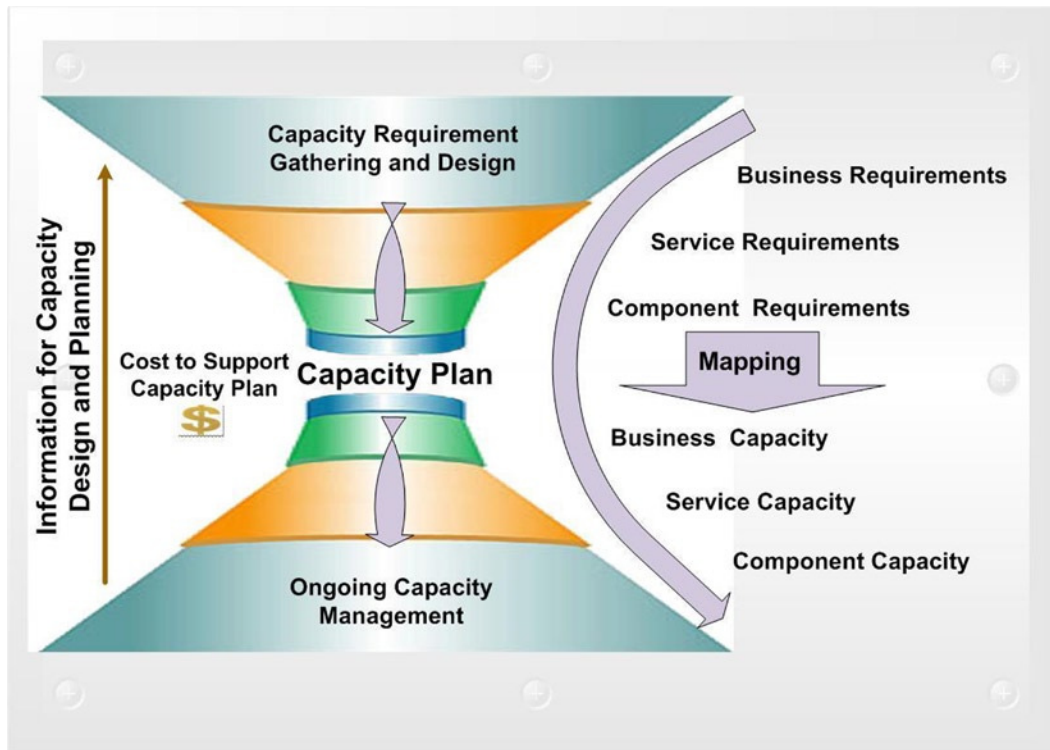 Capacity Requirement
Gathering and Design
Business Requirements
Service Requirements
Component Requirements
Information for Capacity
Design and Planning
Cost to Support
Capacity Plan
$
Capacity Plan
Mapping
Business Capacity
Service Capacity
Component Capacity
Ongoing Capacity
Management